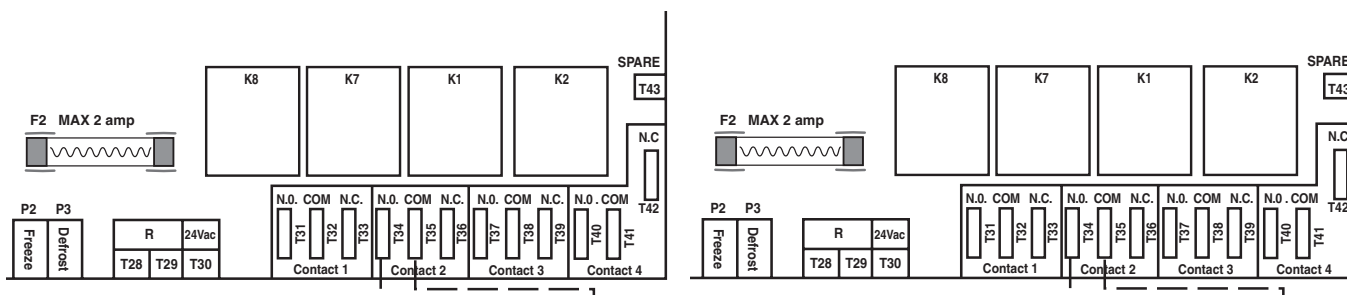 SPARE
K8 K7 K1 K2
T43
F2 MAX 2 amp
N.C
T42
P2 P3
N.O. COM N.C. N.O. COM N.C. N.O. COM N.C. N.O. COM
T31 T32 T33 T34 T35 T36 T37 T38 T39 T40 T41
Freeze Defrost
R 24Vac
T28 T29 T30
Contact 1 Contact 2 Contact 3 Contact 4
SPARE
K8 K7 K1 K2
T43
F2 MAX 2 amp
N.C
T42
P2 P3
N.O. COM N.C. N.O. COM N.C. N.O. COM N.C. N.O . COM
T31 T32 T33 T34 T35 T36 T37 T38 T39 T40 T41
Freeze Defrost
R 24Vac
T28 T29 T30
Contact 1 Contact 2 Contact 3 Contact 4